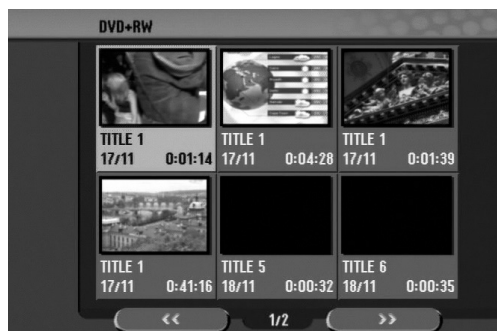 DVD+RW
TITLE 1 TITLE 1 TITLE 1
17/11 0:01:14 17/11 0:04:28 17/11 0:01:39
TITLE 1 TITLE 5 TITLE 6
17/11 0:41:16 18/11 0:00:32 18/11 0:00:35
<< 1/2 >>